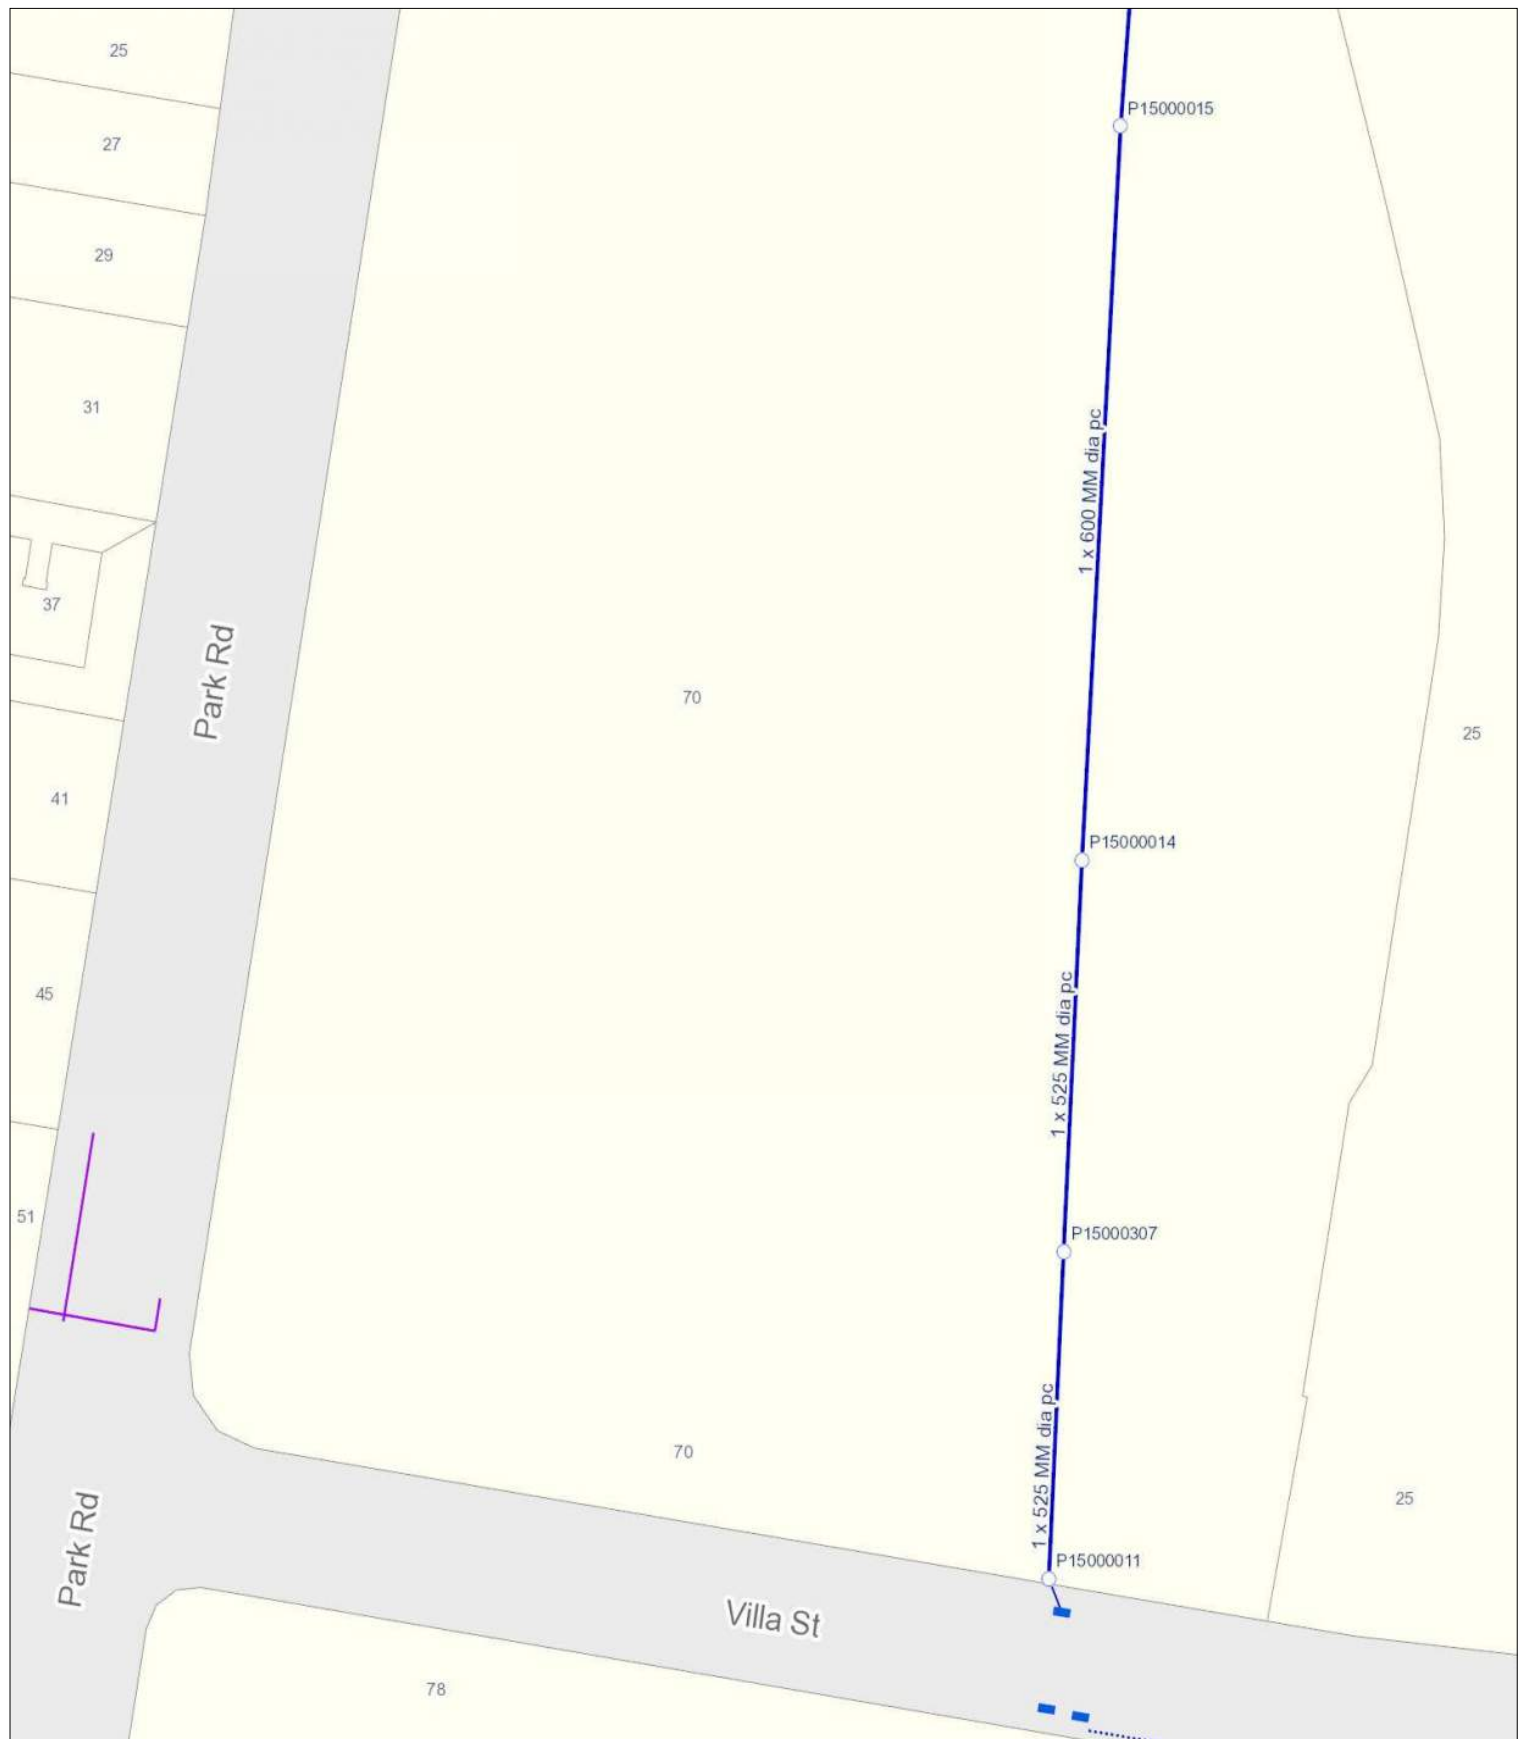 25
P15000015
27
29
31
1 x 600 MM dia pc
37
Park Rd
70
25
41
P15000014
45
1 x 525 MM dia pc
51
P15000307
70
1 x 525 MM dia pc
25
Park Rd
P15000011
Villa St
78